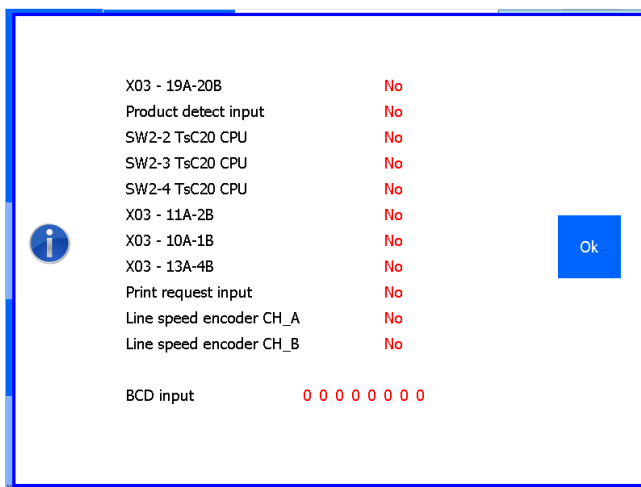 X03 - 19A-20B No
Product detect input No
SW2-2 TsC20 CPU No
SW2-3 TsC20 CPU No
SW2-4 TsC20 CPU No
X03 - 11A-2B No
X03 - 10A-1B No
X03 - 13A-4B No
Print request input No
Line speed encoder CH_A No
Line speed encoder CH_B No
BCD input 0 0 0 0 0 0 0 0
Ok